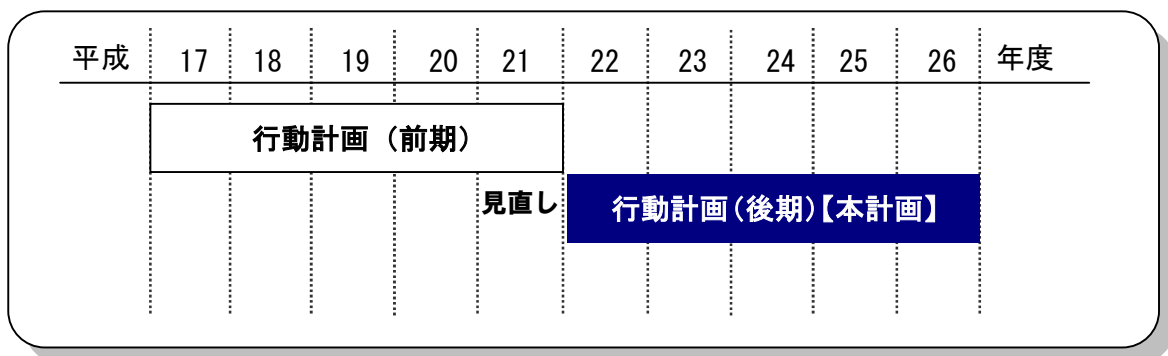 平成 17 18 19 20 21 22 23 24 25 26 年度
行動計画（前期）
見直し 行動計画（後期）【本計画】